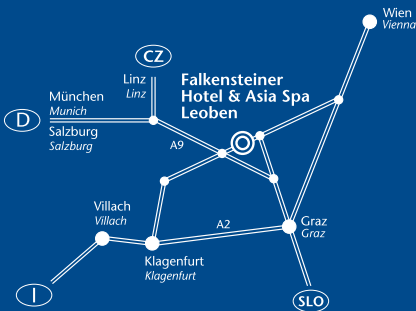 Wien
Vienna
CZ
Linz
Linz
Falkensteiner
Hotel & Asia Spa
Leoben
München
Munich
D
Salzburg
Salzburg
A9
Villach
Villach
A2
Graz
Graz
Klagenfurt
Klagenfurt
I
SLO